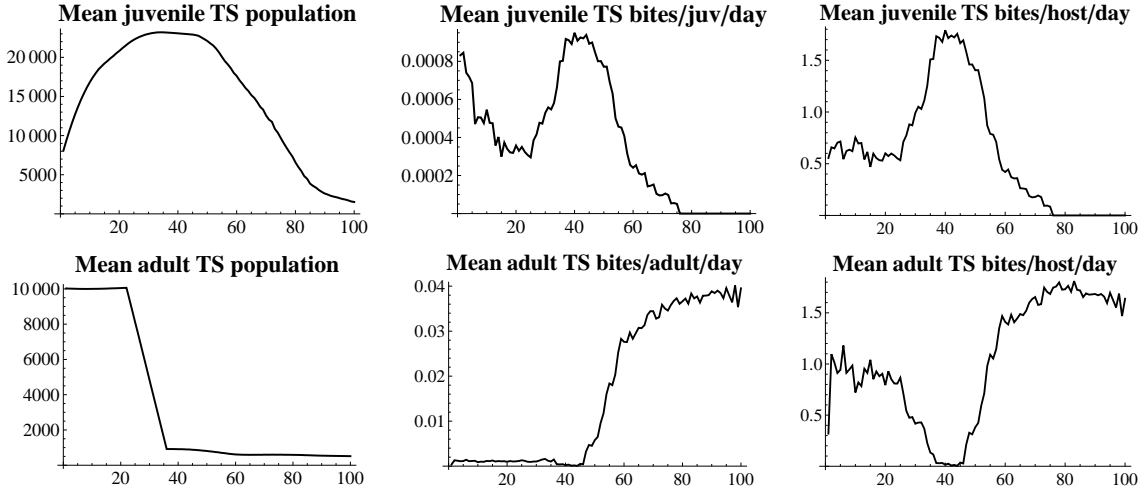 Mean juvenile TS population
20 000
15 000
10 000
5000
20 40 60 80 100
Mean juvenile TS bites/juv/day
0.0008
0.0006
0.0004
0.0002
20 40 60 80 100
Mean juvenile TS bites/host/day
1.5
1.0
0.5
20 40 60 80 100
Mean adult TS population
10 000
8000
6000
4000
2000
20 40 60 80 100
Mean adult TS bites/adult/day
0.04
0.03
0.02
0.01
20 40 60 80 100
Mean adult TS bites/host/day
1.5
1.0
0.5
20 40 60 80 100